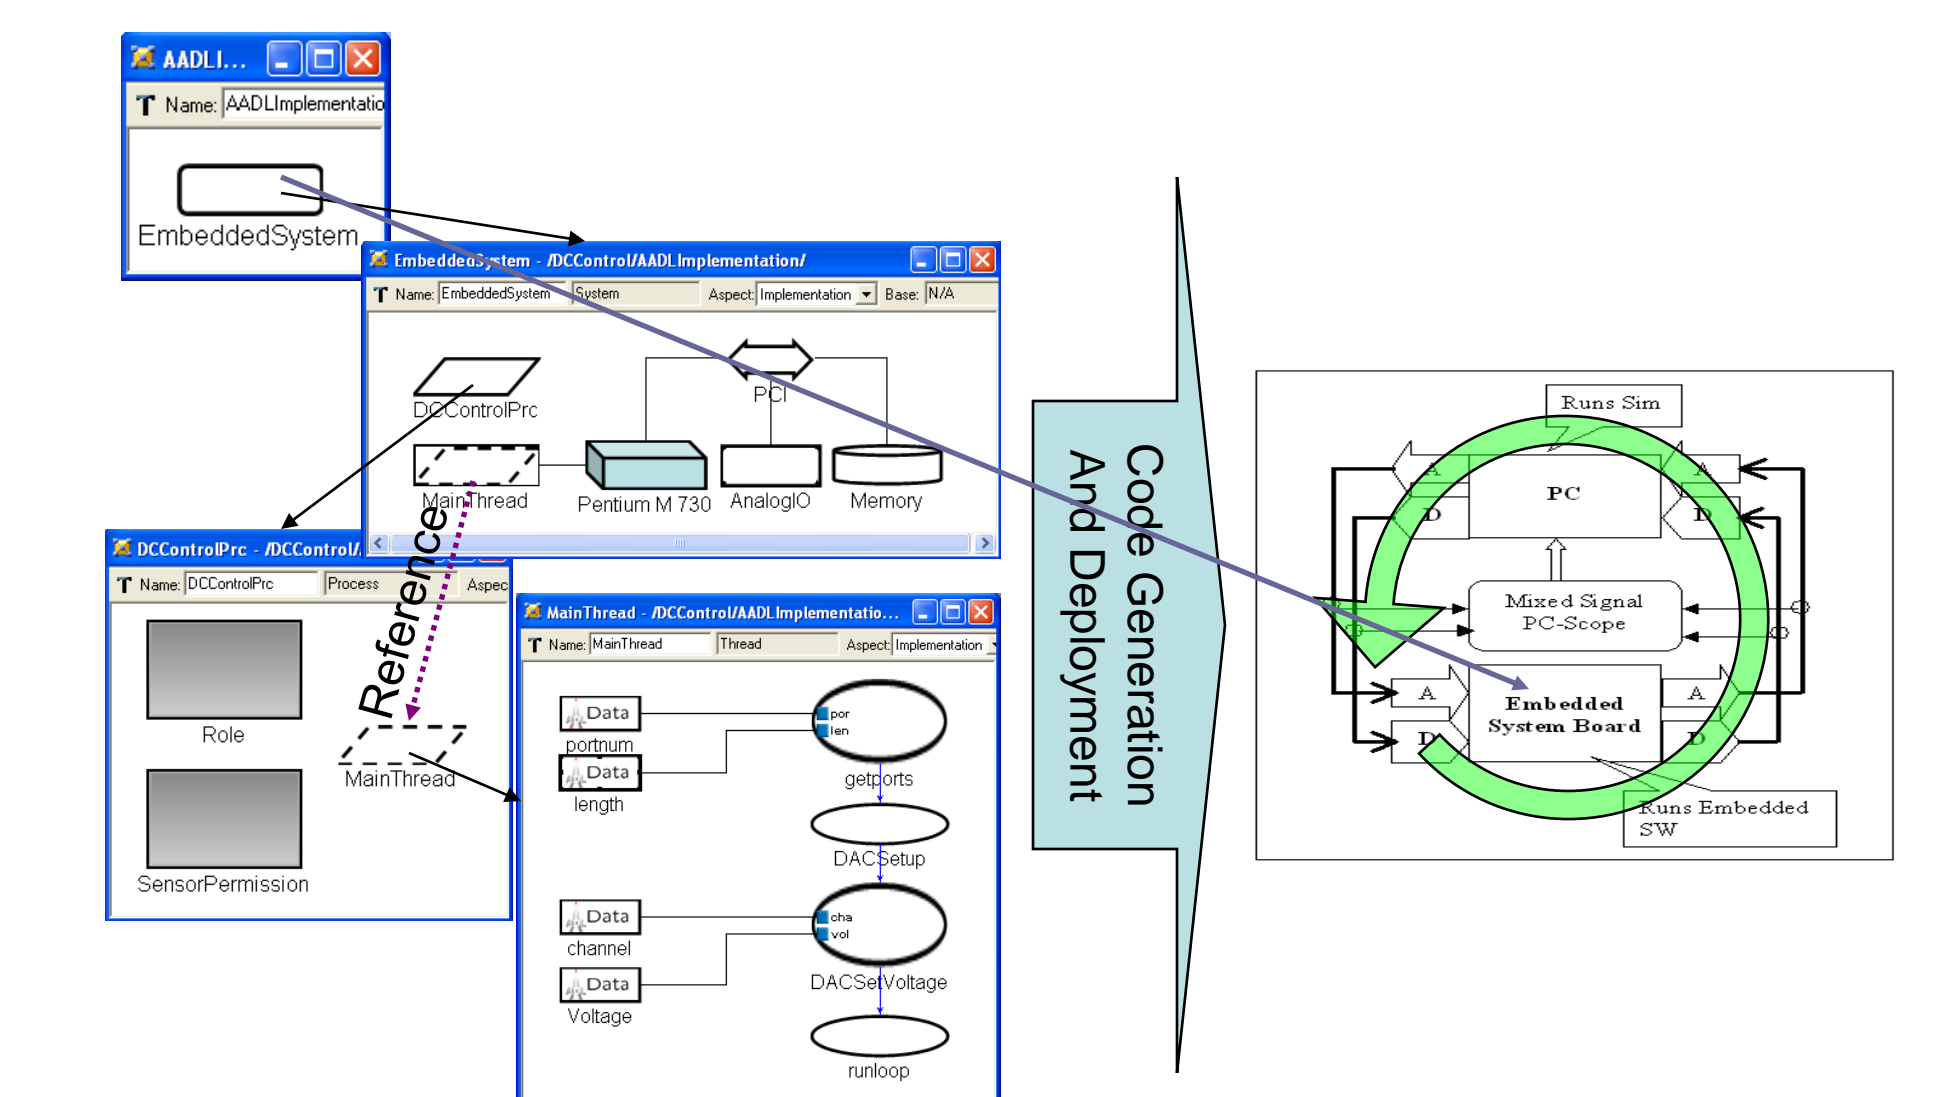 AADLI...
Name: AADLImplementatio
EmbeddedSystem
EmbeddedSystem - /DCControl/AADLImplementation/
Name: EmbeddedSystem System Aspect: Implementation Base: N/A
PCI
DCControlPrc
MainThread
Pentium M 730
AnalogIO
Memory
Reference
DCControlPrc - /DCControl/
Name: DCControlPrc Process Aspec
Role
SensorPermission
MainThread
MainThread - /DCControl/AADLImplementatio...
Name: MainThread Thread Aspect: Implementation
Data
portnum
Data
length
por
len
getports
DACSetup
Data
channel
Data
Voltage
cha
vol
DACSetVoltage
runloop
Code Generation
And Deployment
Runs Sim
A
D
PC
A
D
Mixed Signal
PC-Scope
A
D
Embedded
System Board
A
D
Runs Embedded
SW